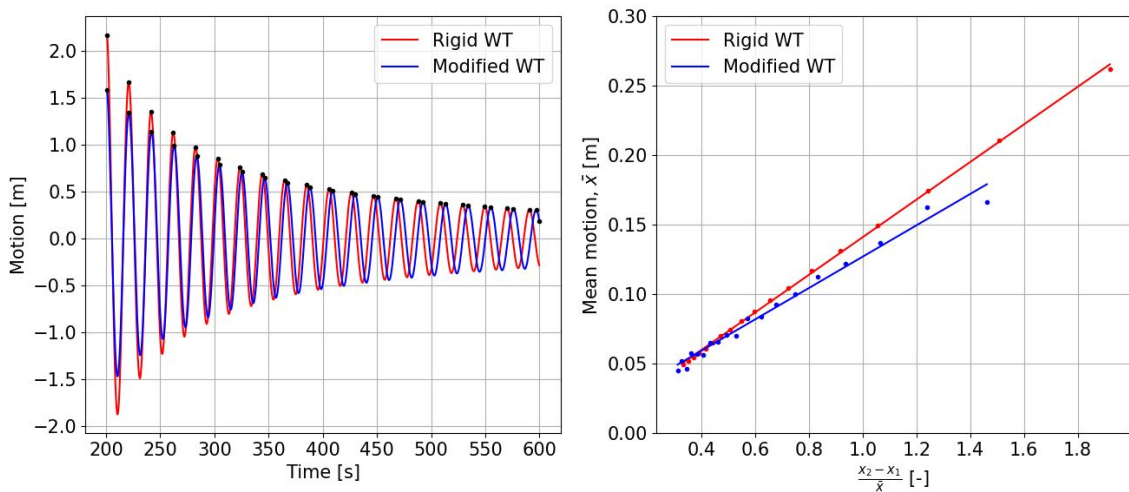 Rigid WT
Modified WT
2.0
1.5
1.0
0.5
0.0
−0.5
−1.0
−1.5
−2.0
Motion [m]
200 250 300 350 400 450 500 550 600
Time [s]
Rigid WT
Modified WT
0.30
0.25
0.20
0.15
0.10
0.05
0.00
Mean motion, x̄ [m]
0.4 0.6 0.8 1.0 1.2 1.4 1.6 1.8
x₂ − x₁
x̄ [-]